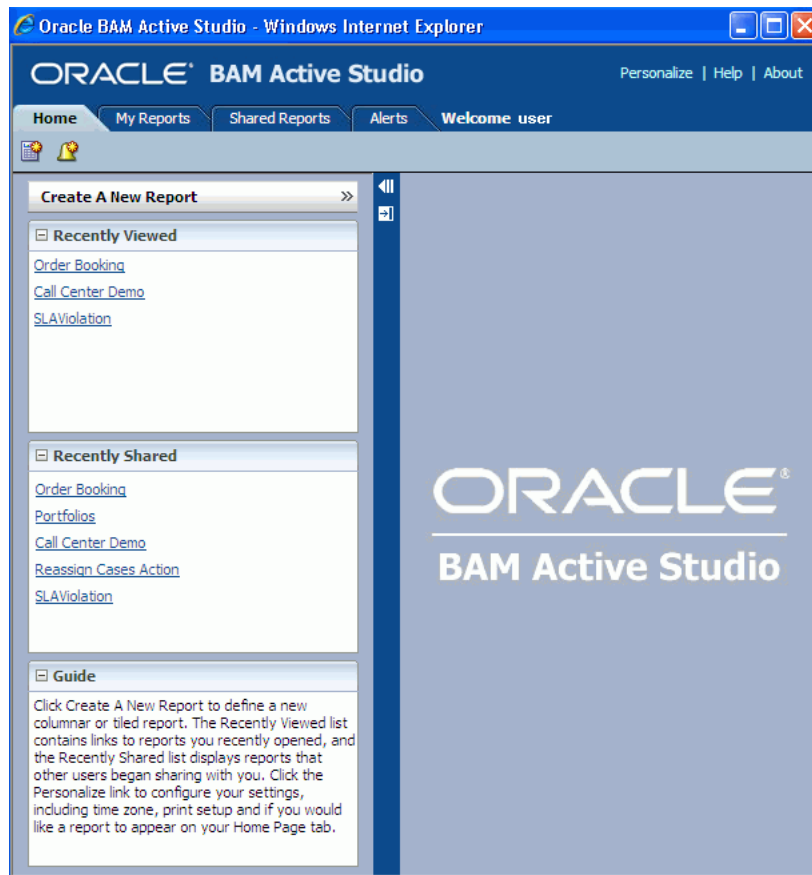 Oracle BAM Active Studio - Windows Internet Explorer
ORACLE® BAM Active Studio
Personalize | Help | About
Home My Reports Shared Reports Alerts Welcome user
Create A New Report »
Recently Viewed
Order Booking
Call Center Demo
SLAViolation
Recently Shared
Order Booking
Portfolios
Call Center Demo
Reassign Cases Action
SLAViolation
Guide
Click Create A New Report to define a new
columnar or tiled report. The Recently Viewed list
contains links to reports you recently opened, and
the Recently Shared list displays reports that
other users began sharing with you. Click the
Personalize link to configure your settings,
including time zone, print setup and if you would
like a report to appear on your Home Page tab.
ORACLE®
BAM Active Studio